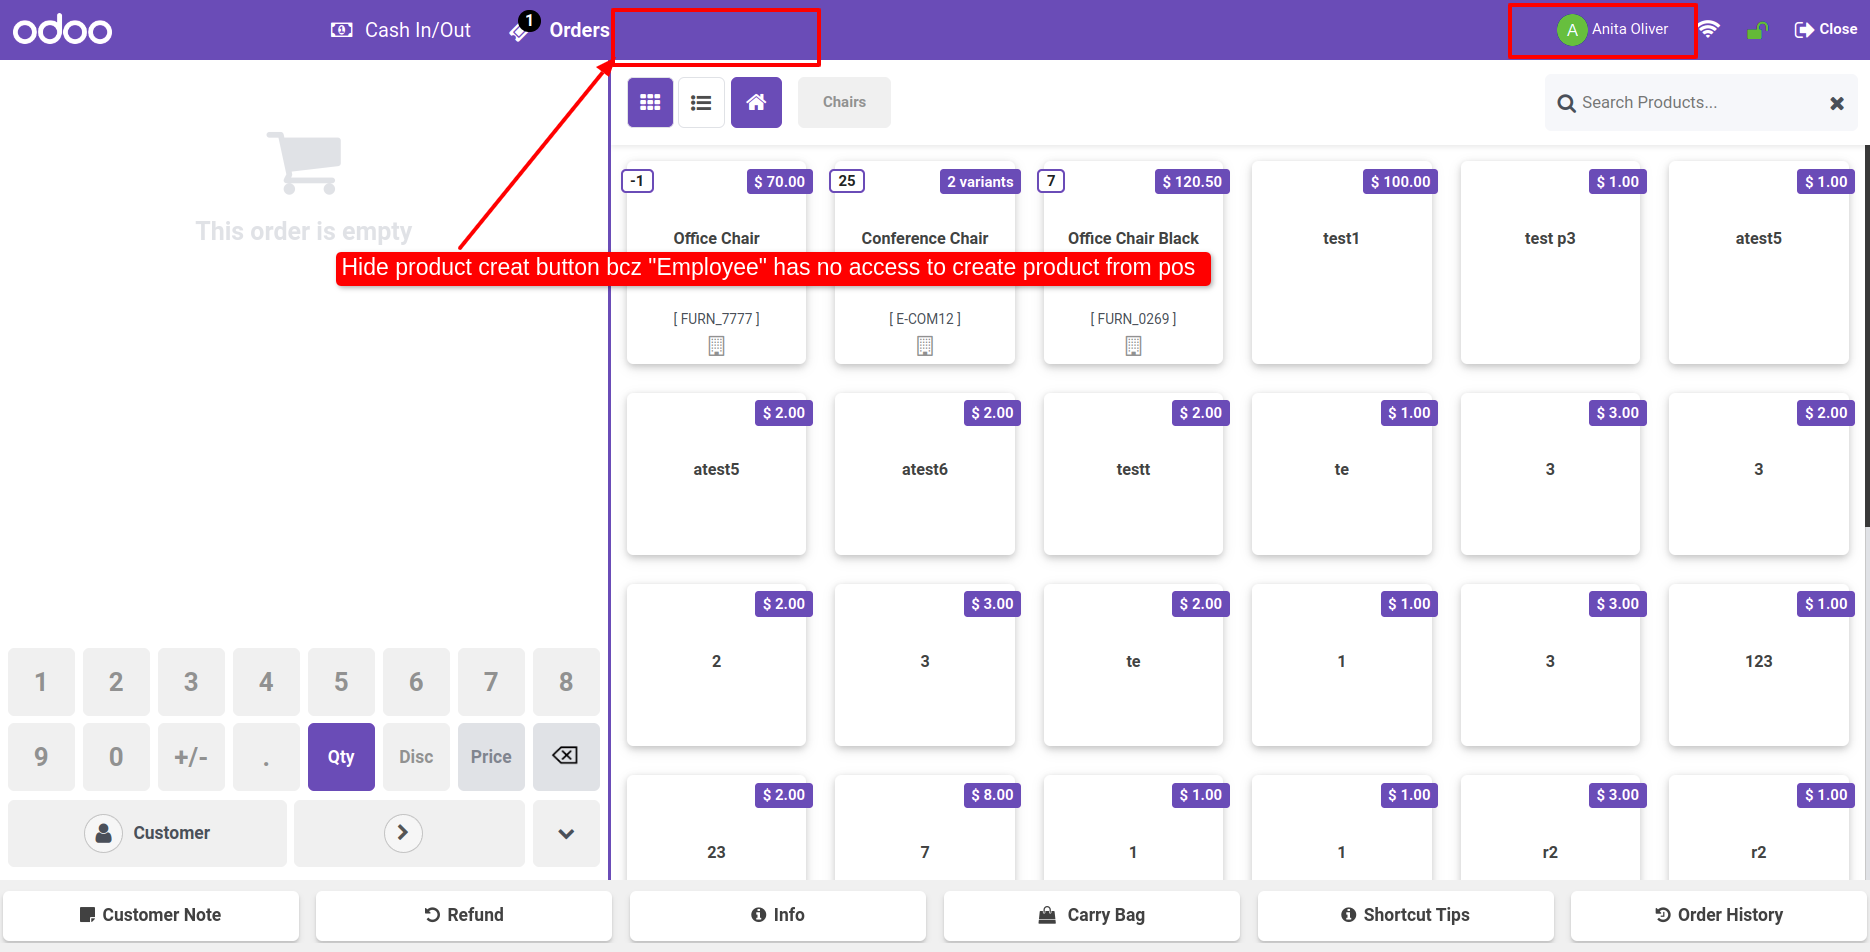 odoo
Cash In/Out
1
Orders
A
Anita Oliver
Close
Chairs
Search Products...
This order is empty
-1
$ 70.00
Office Chair
[ FURN_7777 ]
25
2 variants
Conference Chair
[ E-COM12 ]
7
$ 120.50
Office Chair Black
[ FURN_0269 ]
$ 100.00
test1
$ 1.00
test p3
$ 1.00
atest5
Hide product creat button bcz "Employee" has no access to create product from pos
$ 2.00
atest5
$ 2.00
atest6
$ 2.00
testt
$ 1.00
te
$ 3.00
3
$ 2.00
3
$ 2.00
2
$ 3.00
3
$ 2.00
te
$ 1.00
1
$ 3.00
3
$ 1.00
123
$ 2.00
23
$ 8.00
7
$ 1.00
1
$ 1.00
1
$ 3.00
r2
$ 1.00
r2
1 2 3 4 5 6 7 8
9 0 +/- . Qty Disc Price
Customer
Customer Note
Refund
Info
Carry Bag
Shortcut Tips
Order History